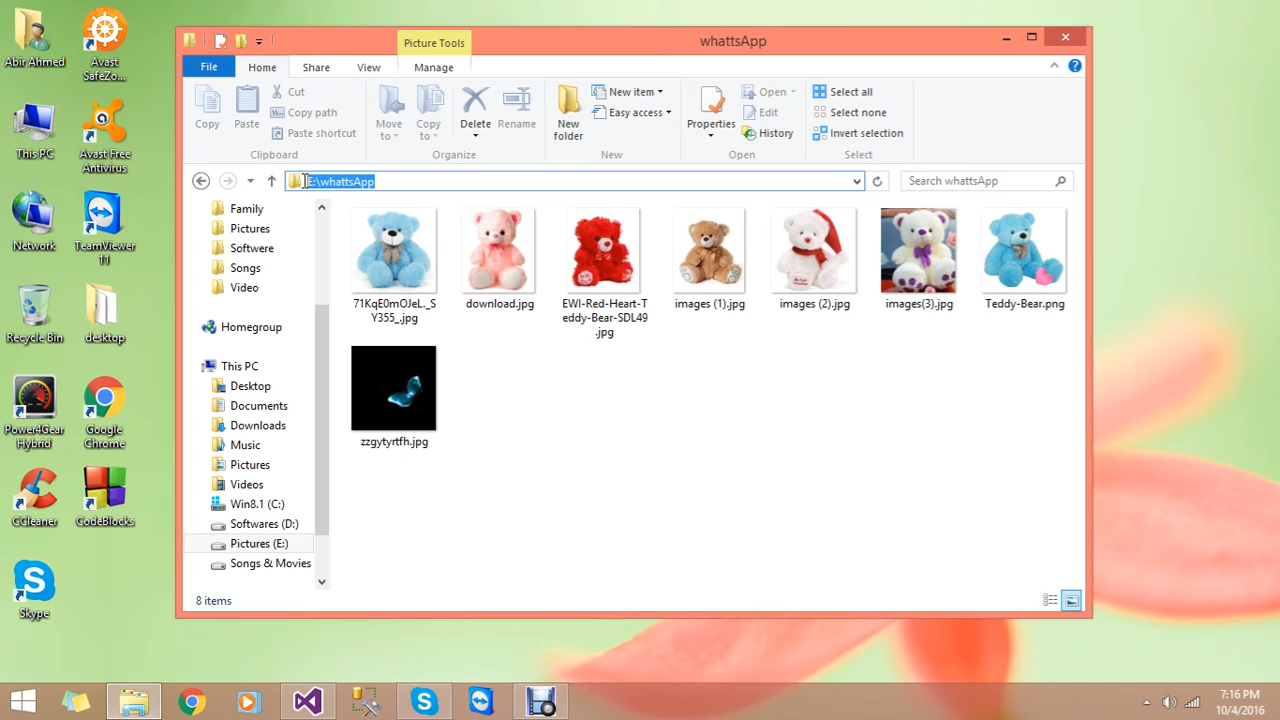 Abir Ahmed
Avast
SafeZo...
This PC
Avast Free
Antivirus
Network
TeamViewer
11
Recycle Bin
desktop
Power4Gear
Hybrid
Google
Chrome
CCleaner
CodeBlocks
Skype
Picture Tools
whattsApp
File
Home
Share
View
Manage
Copy
Paste
Cut
Copy path
Paste shortcut
Clipboard
Move
to
Copy
to
Delete
Rename
Organize
New
folder
New item
Easy access
New
Properties
Open
Edit
History
Open
Select all
Select none
Invert selection
Select
E:\whattsApp
Search whattsApp
Family
Pictures
Softwere
Songs
Video
Homegroup
This PC
Desktop
Documents
Downloads
Music
Pictures
Videos
Win8.1 (C:)
Softwares (D:)
Pictures (E:)
Songs & Movies
71KqE0mOJeL._S
Y355_.jpg
download.jpg
EWI-Red-Heart-T
eddy-Bear-SDL49
.jpg
images (1).jpg
images (2).jpg
images(3).jpg
Teddy-Bear.png
zzgytyrtfh.jpg
8 items
7:16 PM
10/4/2016